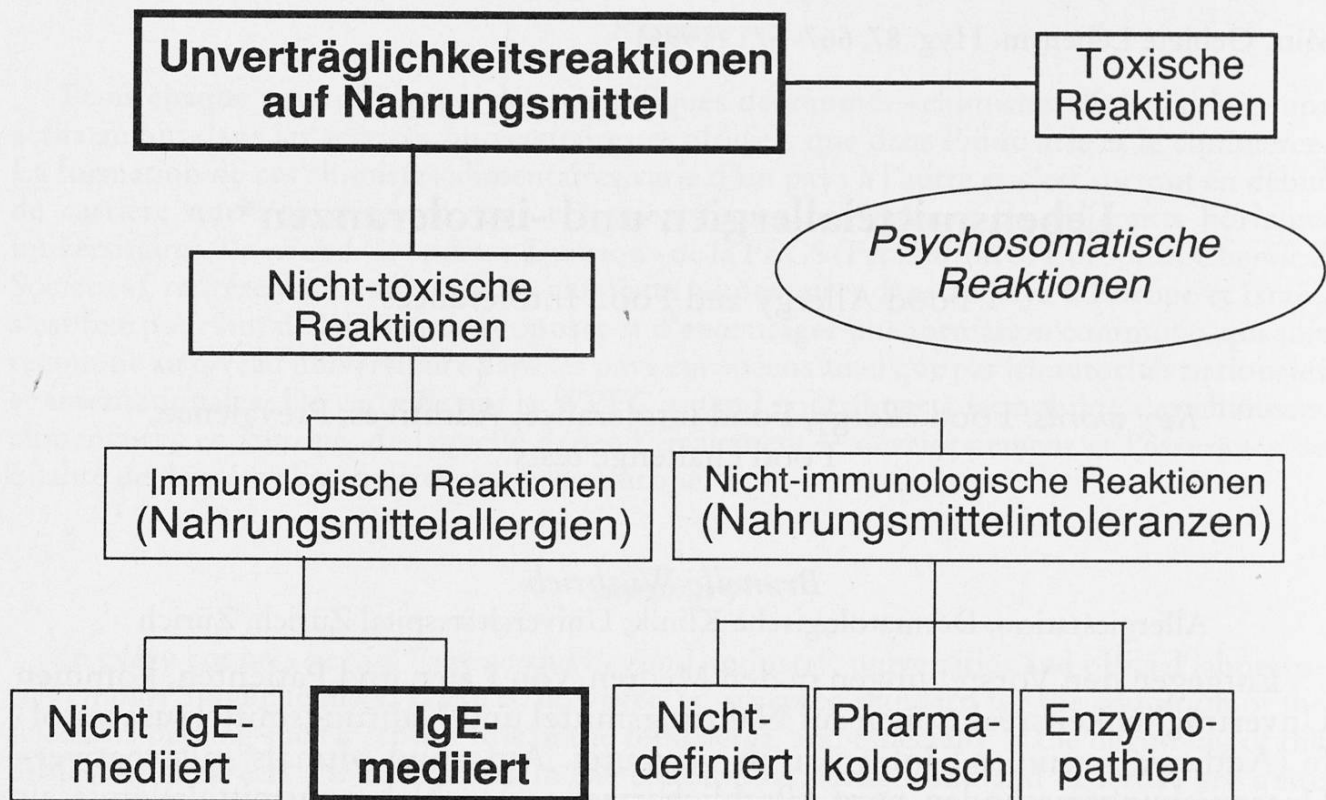 Unverträglichkeitsreaktionen
auf Nahrungsmittel
Toxische
Reaktionen
Psychosomatische
Reaktionen
Nicht-toxische
Reaktionen
Immunologische Reaktionen
(Nahrungsmittelallergien)
Nicht-immunologische Reaktionen
(Nahrungsmittelintoleranzen)
Nicht IgE-
mediiert
IgE-
mediiert
Nicht-
definiert
Pharma-
kologisch
Enzymo-
pathien